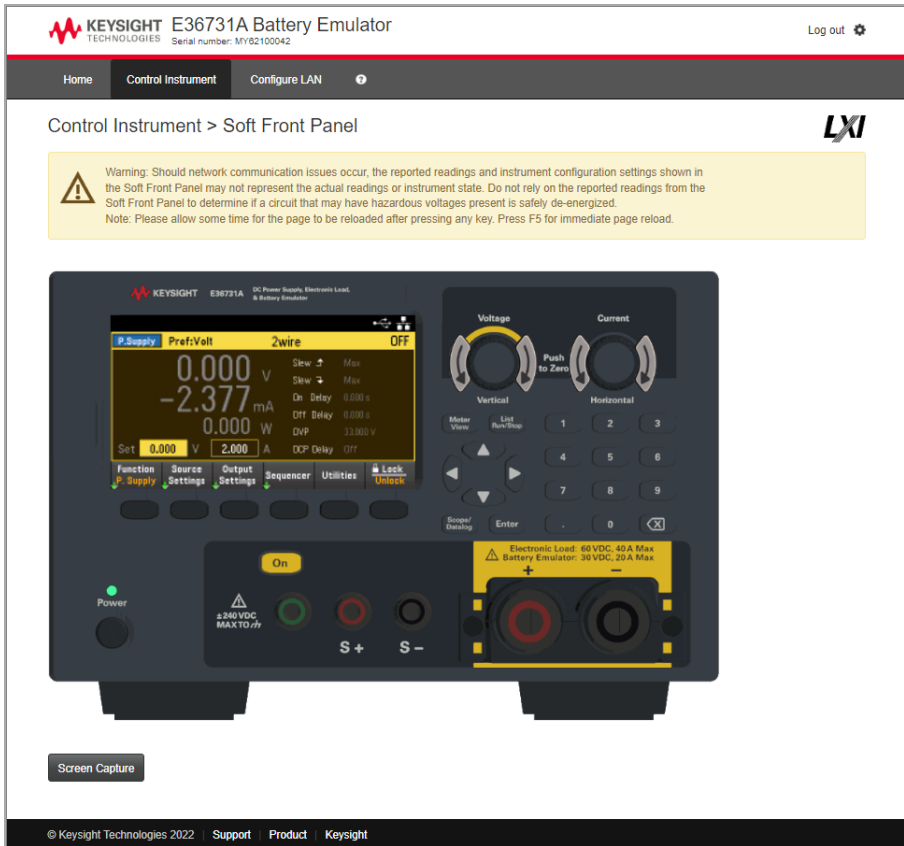 KEYSIGHT
TECHNOLOGIES
E36731A Battery Emulator
Serial number: MY62100042
Log out
Home
Control Instrument
Configure LAN
?
Control Instrument > Soft Front Panel
LXI
Warning: Should network communication issues occur, the reported readings and instrument configuration settings shown in
the Soft Front Panel may not represent the actual readings or instrument state. Do not rely on the reported readings from the
Soft Front Panel to determine if a circuit that may have hazardous voltages present is safely de-energized.
Note: Please allow some time for the page to be reloaded after pressing any key. Press F5 for immediate page reload.
KEYSIGHT E36731A
DC Power Supply, Electronic Load,
& Battery Emulator
P.Supply Pref:Volt 2wire OFF
0.000 V
-2.377 mA
0.000 W
Slew Max
Slew Max
On Delay 0.000 s
Off Delay 0.000 s
OVP 33.000 V
OCP Delay Off
Set 0.000 V 2.000 A
Function
P. Supply
Source
Settings
Output
Settings
Sequencer
Utilities
Lock
Unlock
Voltage
Current
Push
to Zero
Vertical
Horizontal
Meter
View
List
Run/Stop
1 2 3
4 5 6
7 8 9
Scope/
Datalog
Enter
. 0
On
Power
±240 VDC
MAX TO
S +
S –
Electronic Load: 60 VDC, 40 A Max
Battery Emulator: 30 VDC, 20 A Max
+ –
Screen Capture
© Keysight Technologies 2022 | Support | Product | Keysight